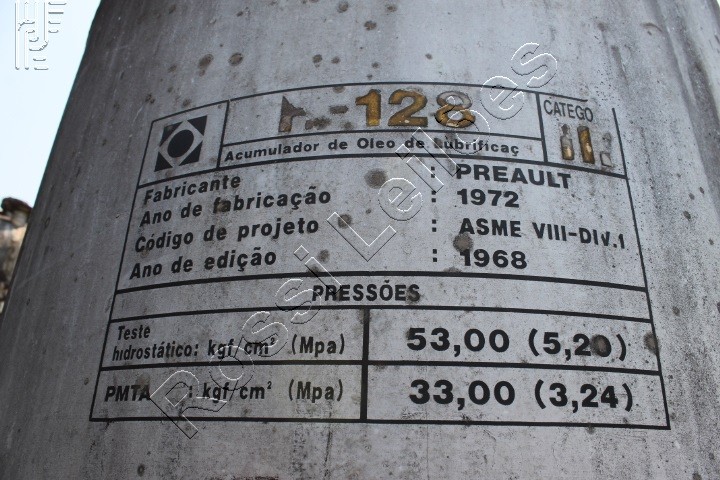 -128
CATEGO
Acumulador de Oleo de Lubrificaç
Fabricante : PREAULT
Ano de fabricação : 1972
Código de projeto : ASME VIII-Div.1
Ano de edição : 1968
PRESSÕES
Teste
hidrostático: kgf/cm² (Mpa) 53,00 (5,20)
PMTA : kgf/cm² (Mpa) 33,00 (3,24)
Rossi Leilões